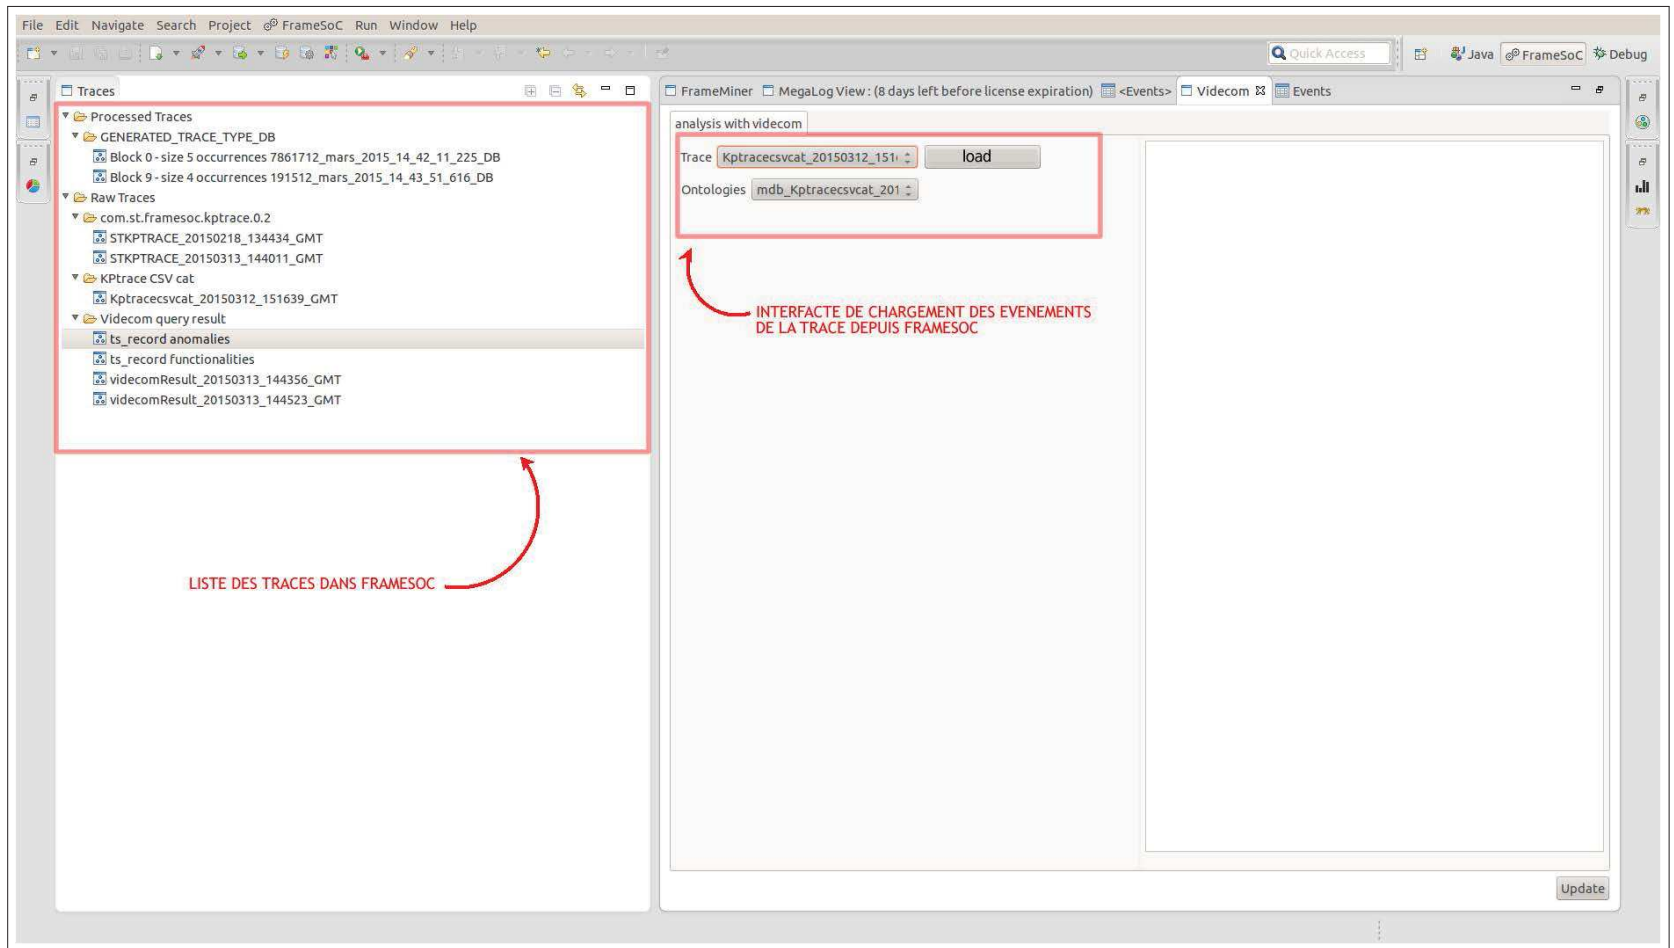 File Edit Navigate Search Project FrameSoC Run Window Help
Quick Access Java FrameSoC Debug
Traces
Processed Traces
GENERATED_TRACE_TYPE_DB
Block 0 - size 5 occurrences 7861712_mars_2015_14_42_11_225_DB
Block 9 - size 4 occurrences 191512_mars_2015_14_43_51_616_DB
Raw Traces
com.st.framesoc.kptrace.0.2
STKPTRACE_20150218_134434_GMT
STKPTRACE_20150313_144011_GMT
KPtrace CSV cat
Kptracecsvcat_20150312_151639_GMT
Videcom query result
ts_record anomalies
ts_record functionalities
videcomResult_20150313_144356_GMT
videcomResult_20150313_144523_GMT
LISTE DES TRACES DANS FRAMESOC
FrameMiner MegaLog View : (8 days left before license expiration) <Events> Videcom Events
analysis with videcom
Trace Kptracecsvcat_20150312_151 load
Ontologies mdb_Kptracecsvcat_201
INTERFACTE DE CHARGEMENT DES EVENEMENTS
DE LA TRACE DEPUIS FRAMESOC
Update